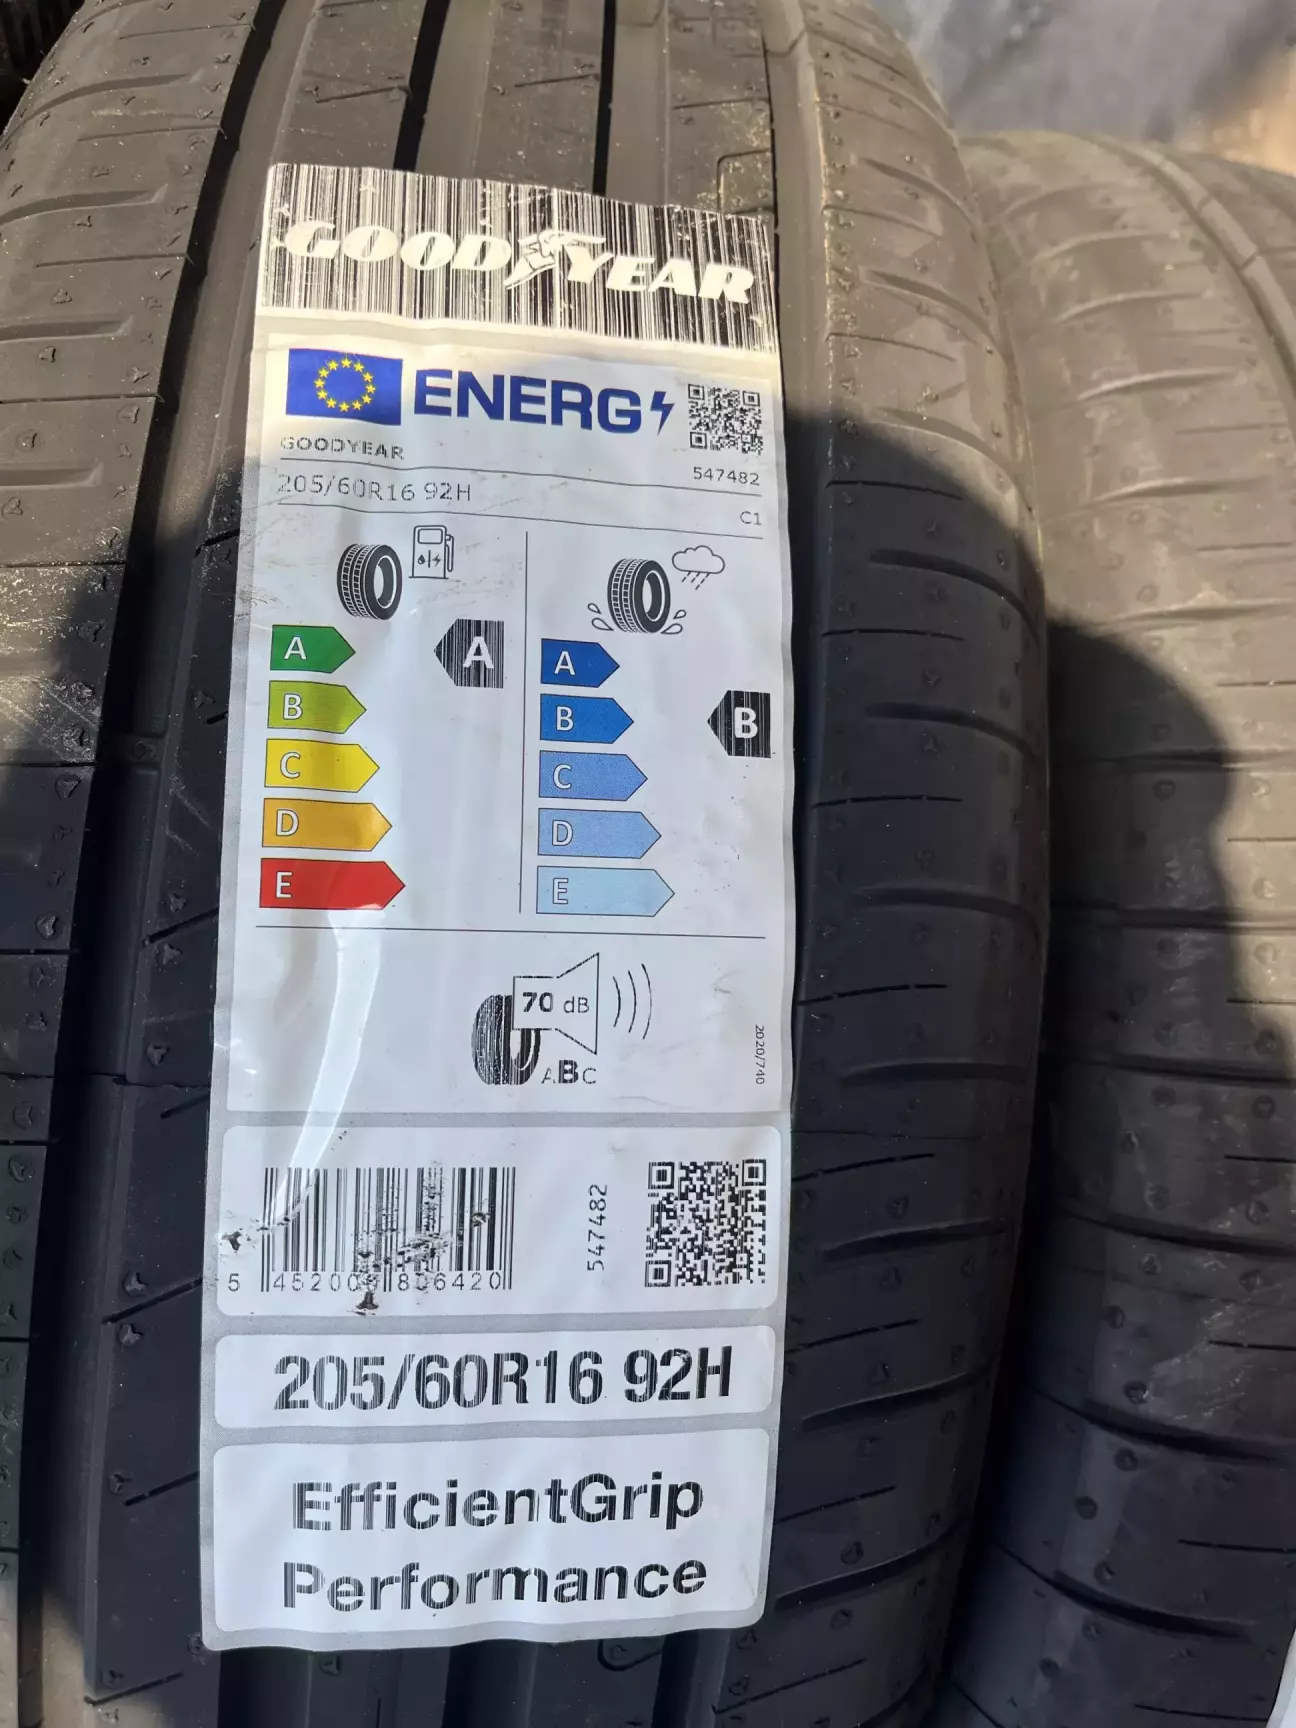 GOODYEAR
ENERG
GOODYEAR
547482
205/60R16 92H
C1
A
A
A
B
B
B
C
C
D
D
E
E
70 dB
ABC
2020/740
547482
205/60R16 92H
EfficientGrip
Performance